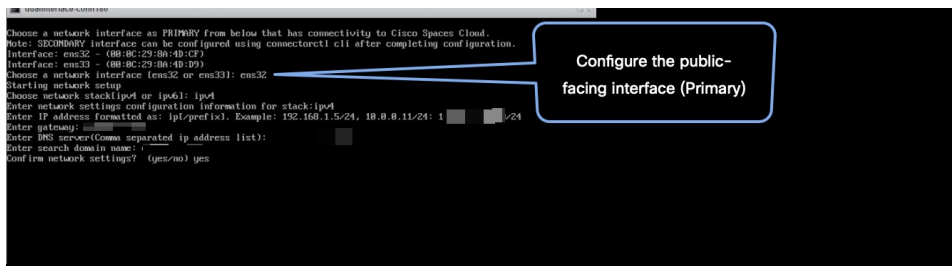 dualinterface-conn180
Choose a network interface as PRIMARY from below that has connectivity to Cisco Spaces Cloud.
Note: SECONDARY interface can be configured using connectorctl cli after completing configuration.
Interface: ens32 - (00:0C:29:8A:4D:CF)
Interface: ens33 - (00:0C:29:8A:4D:D9)
Choose a network interface [ens32 or ens33]: ens32
Starting network setup
Choose network stack[ipv4 or ipv6]: ipv4
Enter network settings configuration information for stack:ipv4
Enter IP address formatted as: ip[/prefix]. Example: 192.168.1.5/24, 10.0.0.11/24: 1 /24
Enter gateway:
Enter DNS server(Comma separated ip address list):
Enter search domain name:
Confirm network settings? (yes/no) yes
Configure the public-
facing interface (Primary)